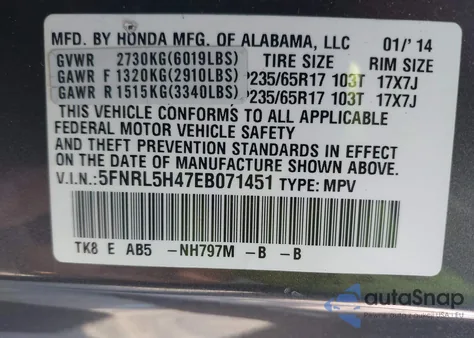 MFD. BY HONDA MFG. OF ALABAMA, LLC 01/'14
GVWR 2730KG(6019LBS) TIRE SIZE RIM SIZE
GAWR F 1320KG(2910LBS) P235/65R17 103T 17X7J
GAWR R 1515KG(3340LBS) P235/65R17 103T 17X7J
THIS VEHICLE CONFORMS TO ALL APPLICABLE
FEDERAL MOTOR VEHICLE SAFETY
AND THEFT PREVENTION STANDARDS IN EFFECT
ON THE DATE OF MANUFACTURE SHOWN ABOVE.
V.I.N.: 5FNRL5H47EB071451 TYPE: MPV
TK8 E AB5 -NH797M -B -B
autoSnap